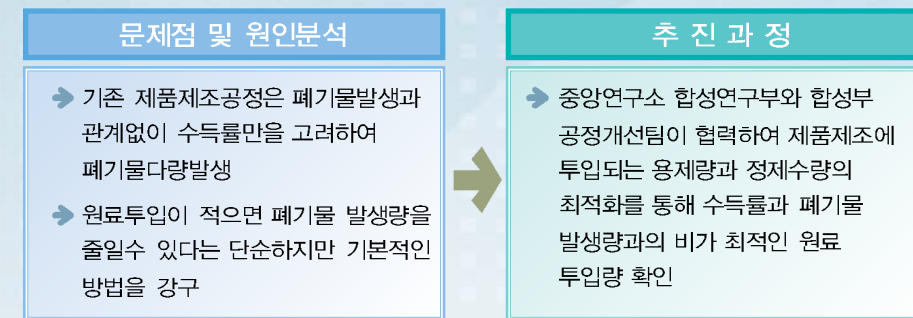 문제점 및 원인분석
기존 제품제조공정은 폐기물발생과
관계없이 수득률만을 고려하여
폐기물다량발생
원료투입이 적으면 폐기물 발생량을
줄일수 있다는 단순하지만 기본적인
방법을 강구
추 진 과 정
중앙연구소 합성연구부와 합성부
공정개선팀이 협력하여 제품제조에
투입되는 용제량과 정제수량의
최적화를 통해 수득률과 폐기물
발생량과의 비가 최적인 원료
투입량 확인